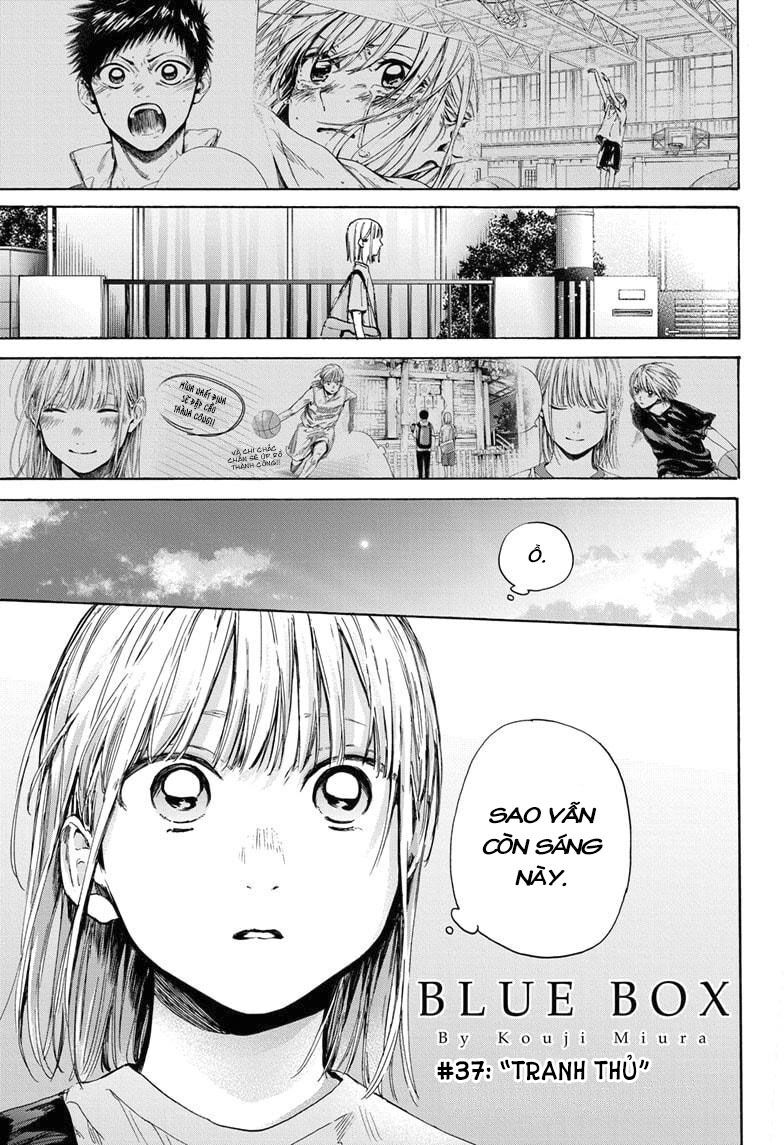 MÌNH NHẤT ĐỊNH
SẼ ĐẬP CẦU
THÀNH CÔNG!!
VÀ CHỊ CHẮC
CHẮN SẼ ÚP RỔ
THÀNH CÔNG!!
Ồ.
SAO VẪN
CÒN SÁNG
NÀY.
BLUE BOX
By Kouji Miura
#37: "TRANH THỦ"